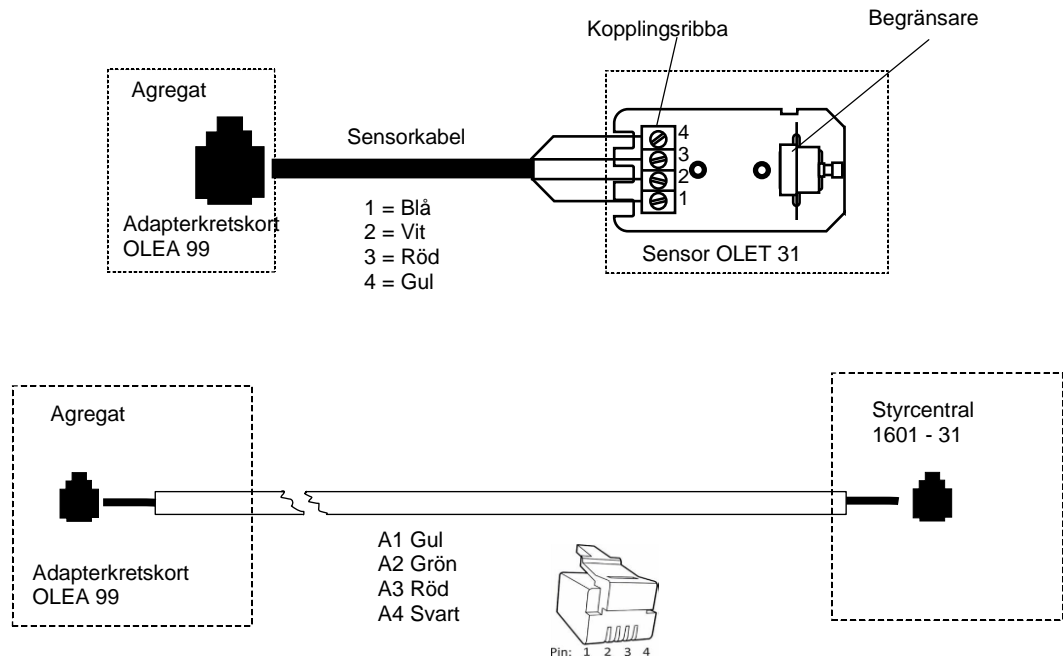 Kopplingsribba
Begränsare
Agregat
Sensorkabel
4
3
2
1
Adapterkretskort
OLEA 99
1 = Blå
2 = Vit
3 = Röd
4 = Gul
Sensor OLET 31
Agregat
Styrcentral
1601 - 31
Adapterkretskort
OLEA 99
A1 Gul
A2 Grön
A3 Röd
A4 Svart
Pin: 1 2 3 4